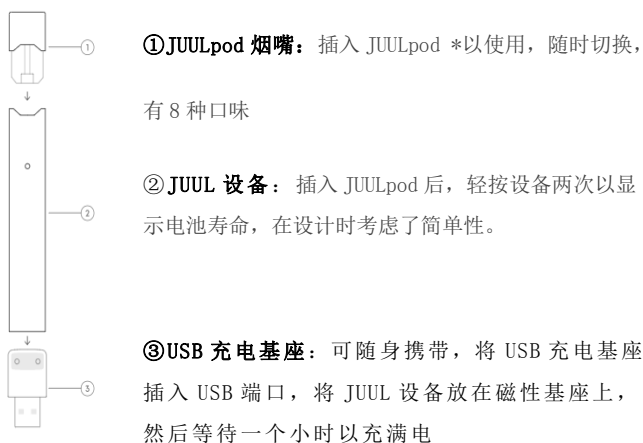 ①JUULpod 烟嘴：插入 JUULpod *以使用，随时切换，
有 8 种口味
②JUUL 设备：插入 JUULpod 后，轻按设备两次以显
示电池寿命，在设计时考虑了简单性。
③USB 充电基座：可随身携带，将 USB 充电基座
插入 USB 端口，将 JUUL 设备放在磁性基座上，
然后等待一个小时以充满电
①
②
③